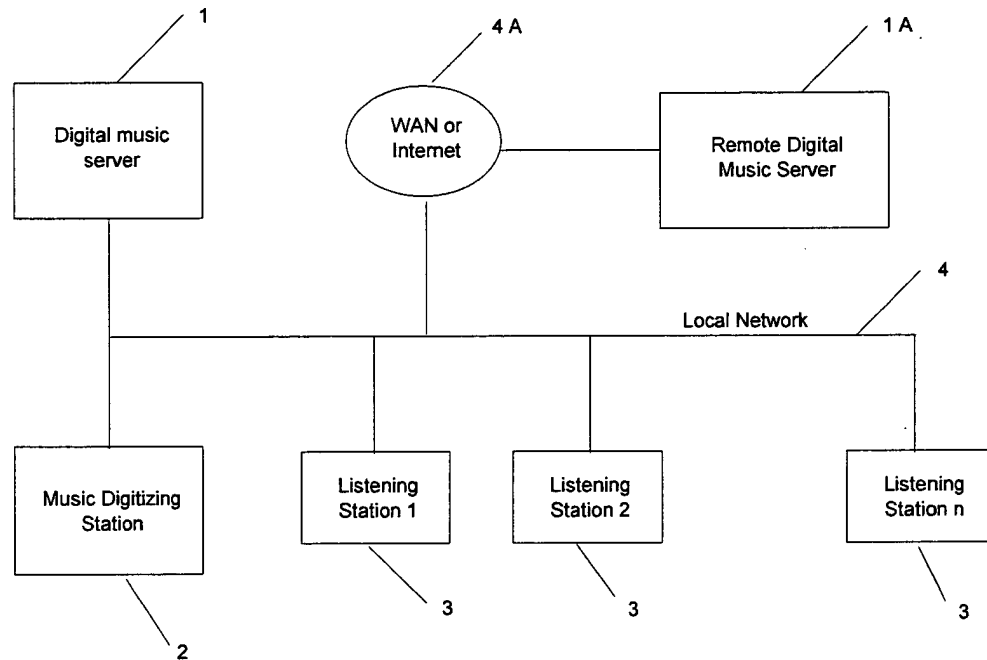 1
4 A
1 A
Digital music
server
WAN or
Internet
Remote Digital
Music Server
4
Local Network
Music Digitizing
Station
Listening
Station 1
Listening
Station 2
Listening
Station n
3
3
3
2